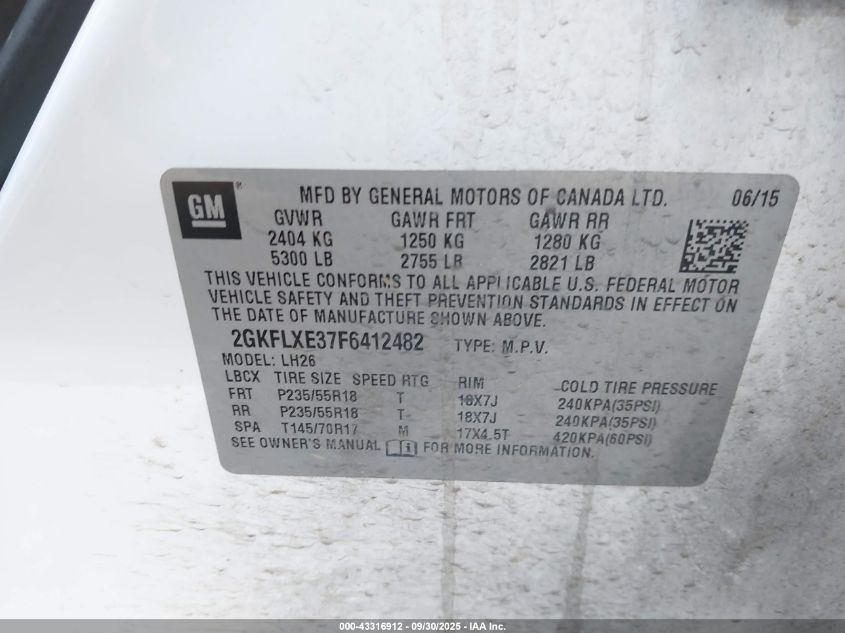 GM ® MFD BY GENERAL MOTORS OF CANADA LTD. 06/15
GVWR GAWR FRT GAWR RR
2404 KG 1250 KG 1280 KG
5300 LB 2755 LB 2821 LB
THIS VEHICLE CONFORMS TO ALL APPLICABLE U.S. FEDERAL MOTOR
VEHICLE SAFETY AND THEFT PREVENTION STANDARDS IN EFFECT ON
THE DATE OF MANUFACTURE SHOWN ABOVE.
2GKFLXE37F6412482 TYPE: M.P.V.
MODEL: LH26
LBCX TIRE SIZE SPEED RTG RIM COLD TIRE PRESSURE
FRT P235/55R18 T 18X7J 240KPA(35PSI)
RR P235/55R18 T 18X7J 240KPA(35PSI)
SPA T145/70R17 M 17X4.5T 420KPA(60PSI)
SEE OWNER'S MANUAL i FOR MORE INFORMATION.
000-43316912 - 09/30/2025 - IAA Inc.